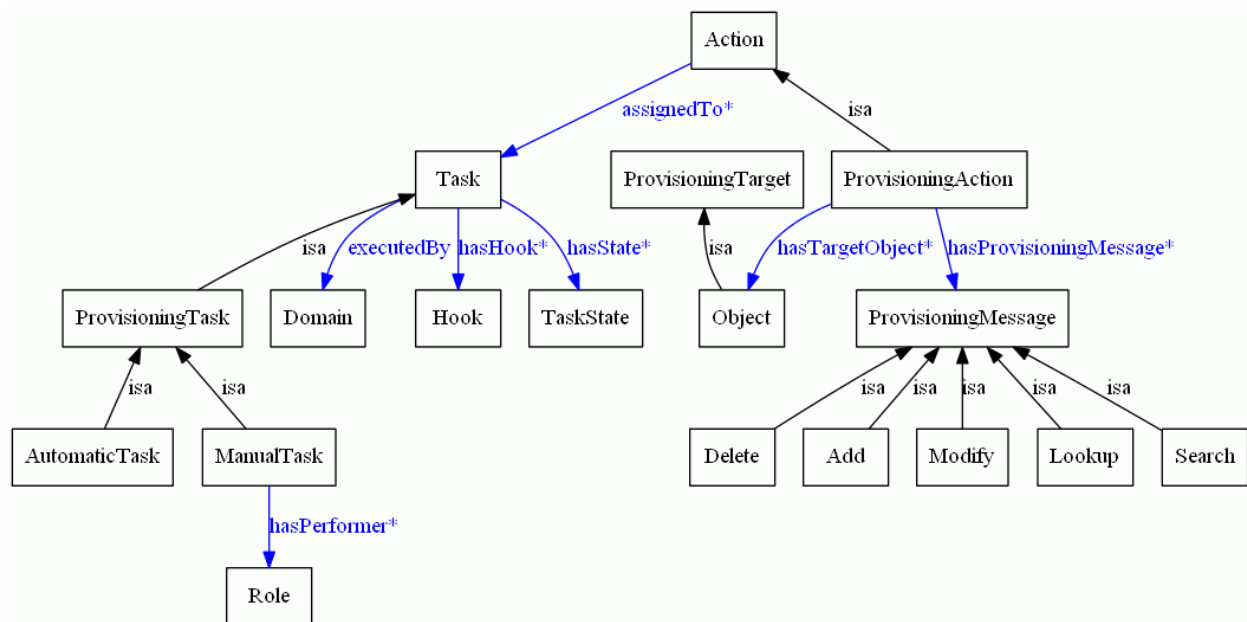 Action
assignedTo*
isa
Task
ProvisioningTarget
ProvisioningAction
isa
executedBy
hasHook*
hasState*
isa
hasTargetObject*
hasProvisioningMessage*
ProvisioningTask
Domain
Hook
TaskState
Object
ProvisioningMessage
isa
isa
isa
isa
isa
isa
isa
AutomaticTask
ManualTask
Delete
Add
Modify
Lookup
Search
hasPerformer*
Role